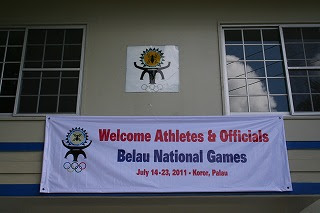 Welcome Athletes & Officials
Belau National Games
July 14-23, 2011 • Koror, Palau